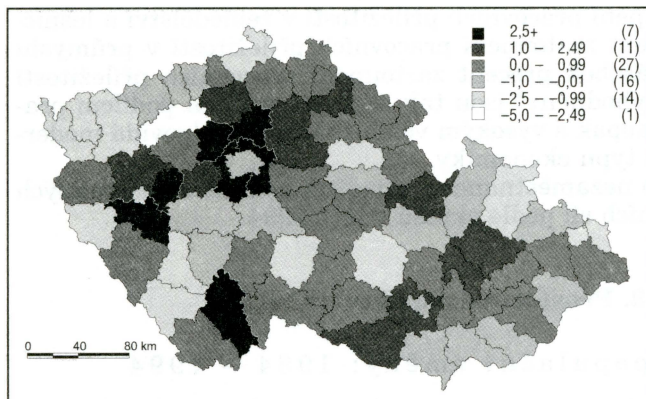 2,5+ (7)
1,0 – 2,49 (11)
0,0 – 0,99 (27)
–1,0 – –0,01 (16)
–2,5 – –0,99 (14)
–5,0 – –2,49 (1)
0 40 80 km